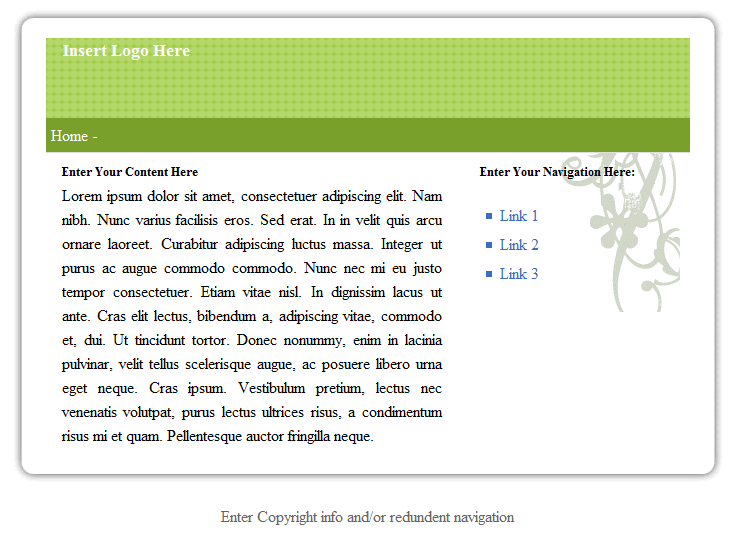 Insert Logo Here
Home -
Enter Your Content Here
Lorem ipsum dolor sit amet, consectetuer adipiscing elit. Nam
nibh. Nunc varius facilisis eros. Sed erat. In in velit quis arcu
ornare laoreet. Curabitur adipiscing luctus massa. Integer ut
purus ac augue commodo commodo. Nunc nec mi eu justo
tempor consectetuer. Etiam vitae nisl. In dignissim lacus ut
ante. Cras elit lectus, bibendum a, adipiscing vitae, commodo
et, dui. Ut tincidunt tortor. Donec nonummy, enim in lacinia
pulvinar, velit tellus scelerisque augue, ac posuere libero urna
eget neque. Cras ipsum. Vestibulum pretium, lectus nec
venenatis volutpat, purus lectus ultrices risus, a condimentum
risus mi et quam. Pellentesque auctor fringilla neque.
Enter Your Navigation Here:
Link 1
Link 2
Link 3
Enter Copyright info and/or redundent navigation